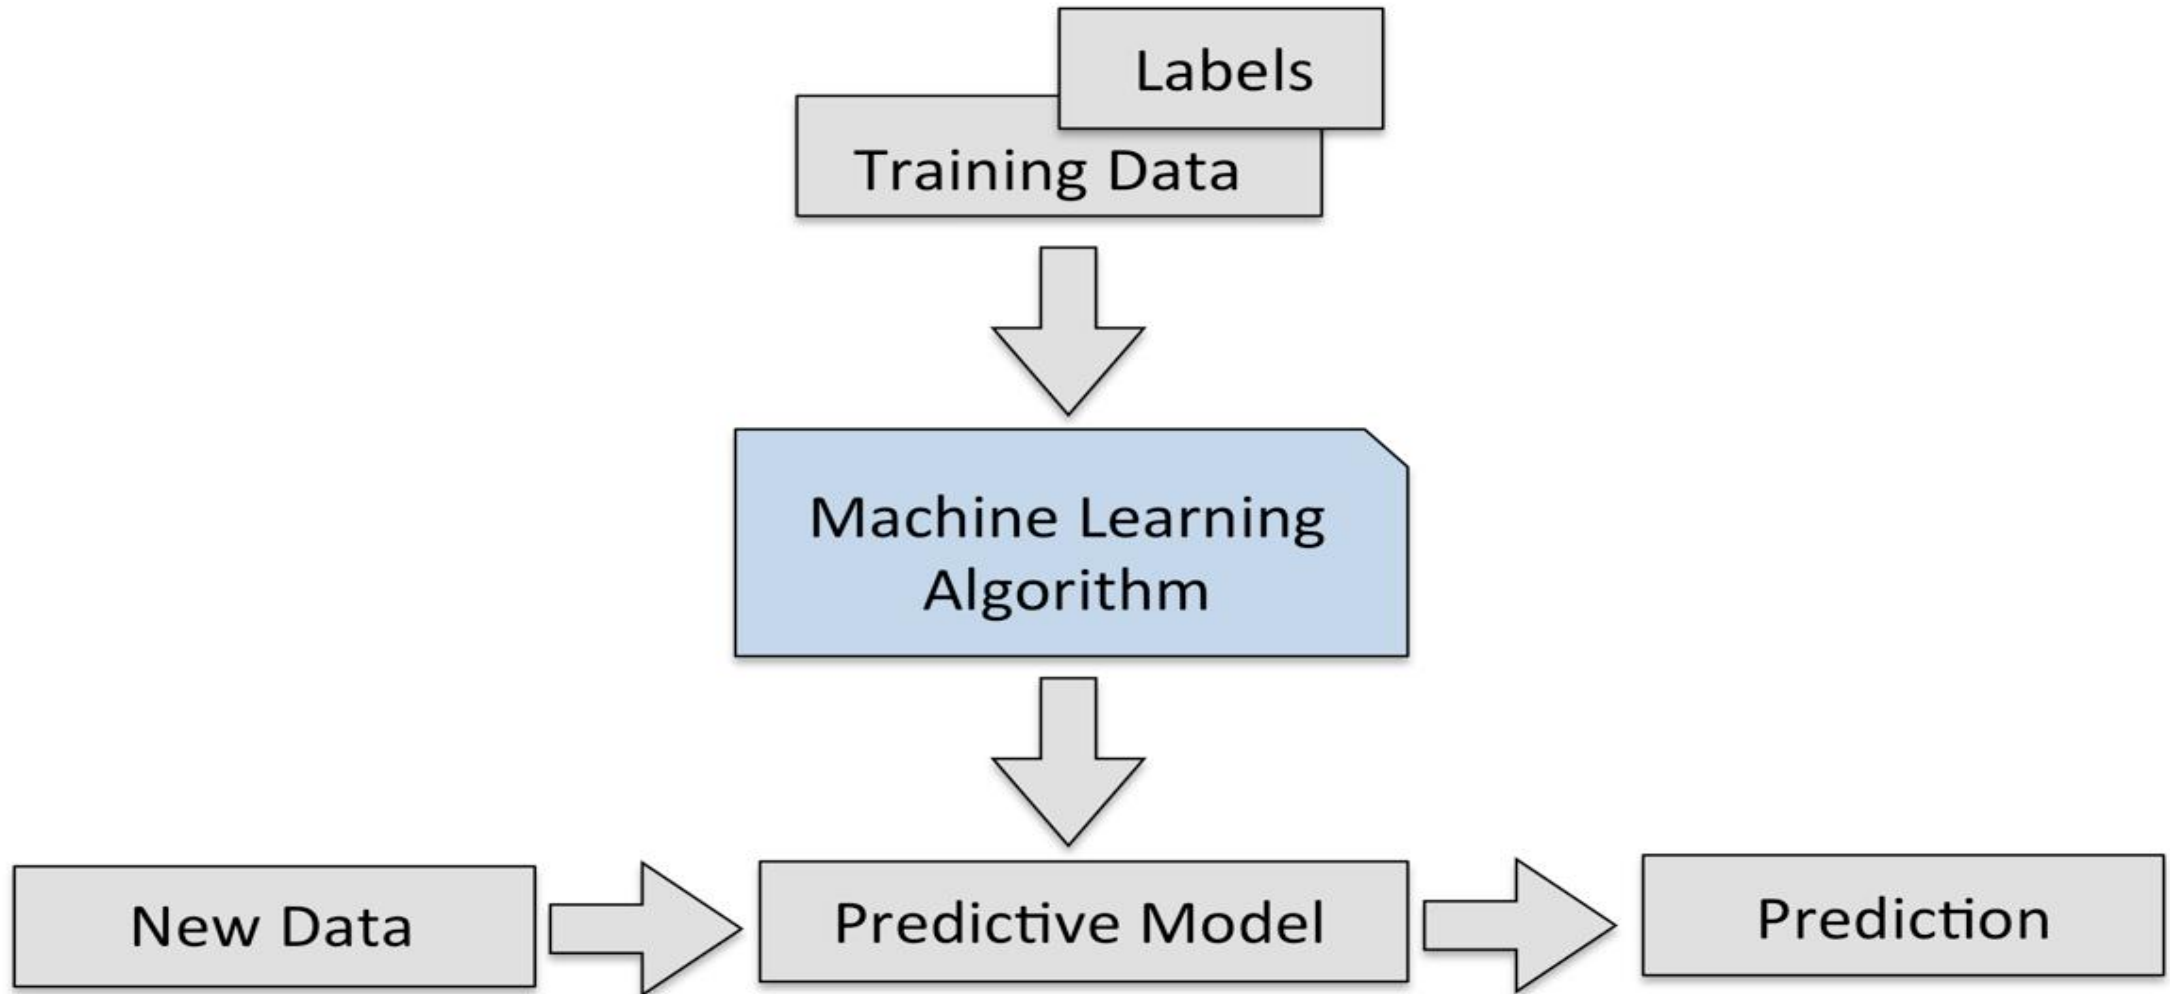 Labels
Training Data
Machine Learning
Algorithm
New Data
Predictive Model
Prediction